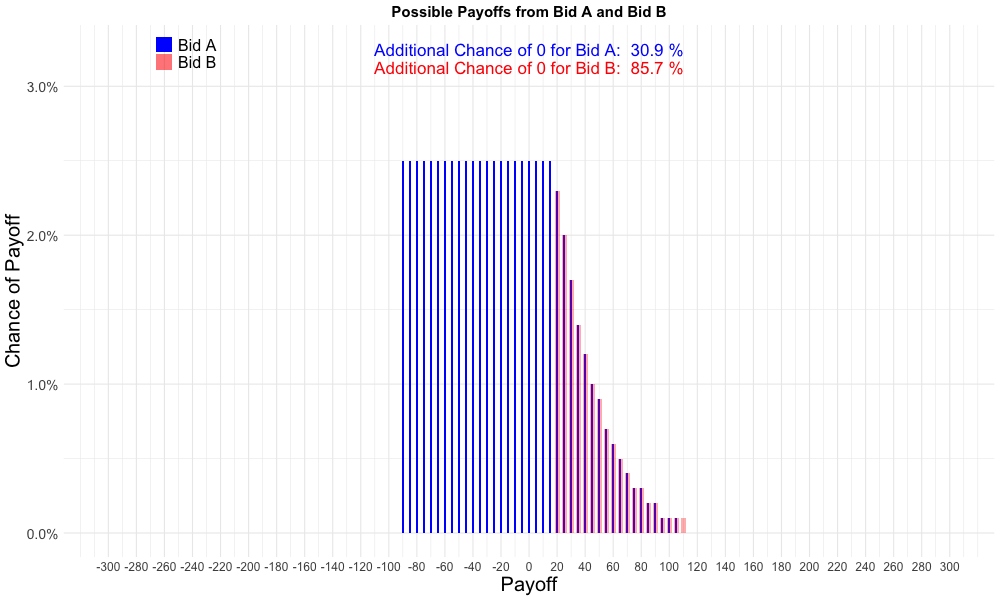 Possible Payoffs from Bid A and Bid B
Bid A
Bid B
Additional Chance of 0 for Bid A: 30.9 %
Additional Chance of 0 for Bid B: 85.7 %
Chance of Payoff
3.0%
2.0%
1.0%
0.0%
-300 -280 -260 -240 -220 -200 -180 -160 -140 -120 -100 -80 -60 -40 -20 0 20 40 60 80 100 120 140 160 180 200 220 240 260 280 300
Payoff